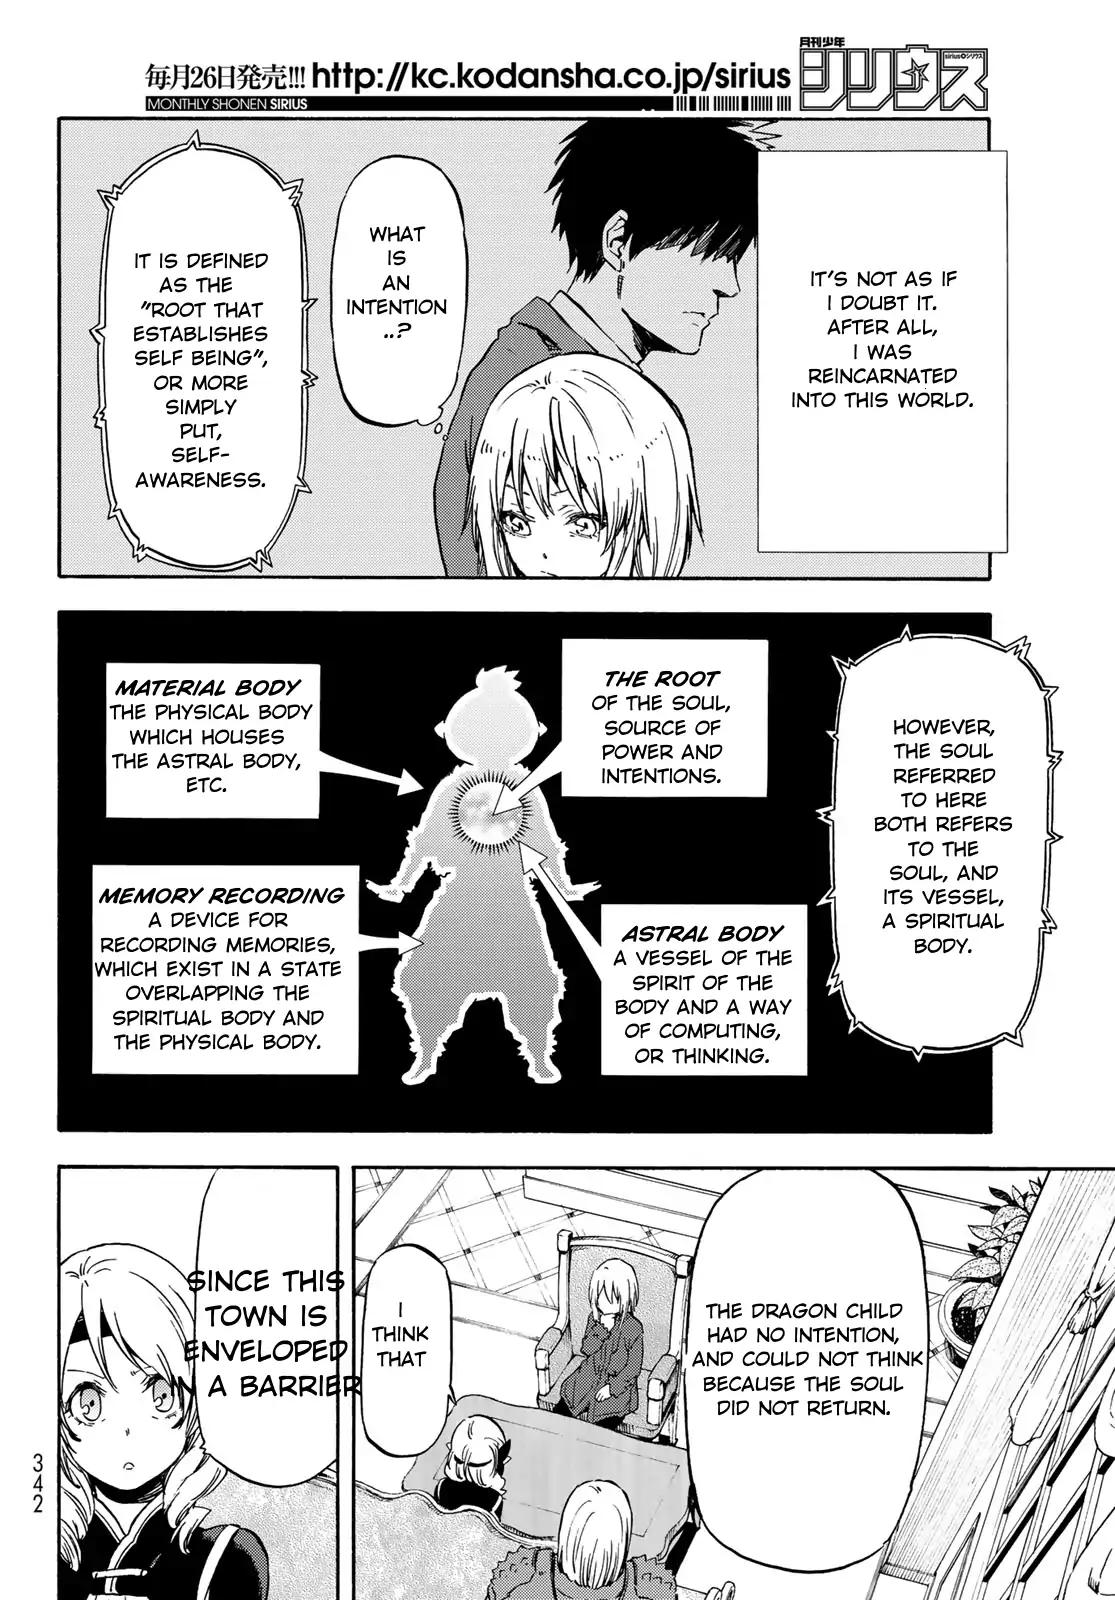 毎月26日発売!!! http://kc.kodansha.co.jp/sirius
MONTHLY SHONEN SIRIUS
月刊少年
シリウス
sirius★シリウス
IT'S NOT AS IF
I DOUBT IT.
AFTER ALL,
I WAS
REINCARNATED
INTO THIS WORLD.
WHAT
IS
AN
INTENTION
..?
IT IS DEFINED
AS THE
"ROOT THAT
ESTABLISHES
SELF BEING",
OR MORE
SIMPLY
PUT,
SELF-
AWARENESS.
HOWEVER,
THE SOUL
REFERRED
TO HERE
BOTH REFERS
TO THE
SOUL, AND
ITS VESSEL,
A SPIRITUAL
BODY.
THE ROOT
OF THE SOUL,
SOURCE OF
POWER AND
INTENTIONS.
MATERIAL BODY
THE PHYSICAL BODY
WHICH HOUSES
THE ASTRAL BODY,
ETC.
ASTRAL BODY
A VESSEL OF THE
SPIRIT OF THE
BODY AND A WAY
OF COMPUTING,
OR THINKING.
MEMORY RECORDING
A DEVICE FOR
RECORDING MEMORIES,
WHICH EXIST IN A STATE
OVERLAPPING THE
SPIRITUAL BODY AND
THE PHYSICAL BODY.
THE DRAGON CHILD
HAD NO INTENTION,
AND COULD NOT THINK
BECAUSE THE SOUL
DID NOT RETURN.
I
THINK
THAT
SINCE THIS
TOWN IS
ENVELOPED
IN A BARRIER
342